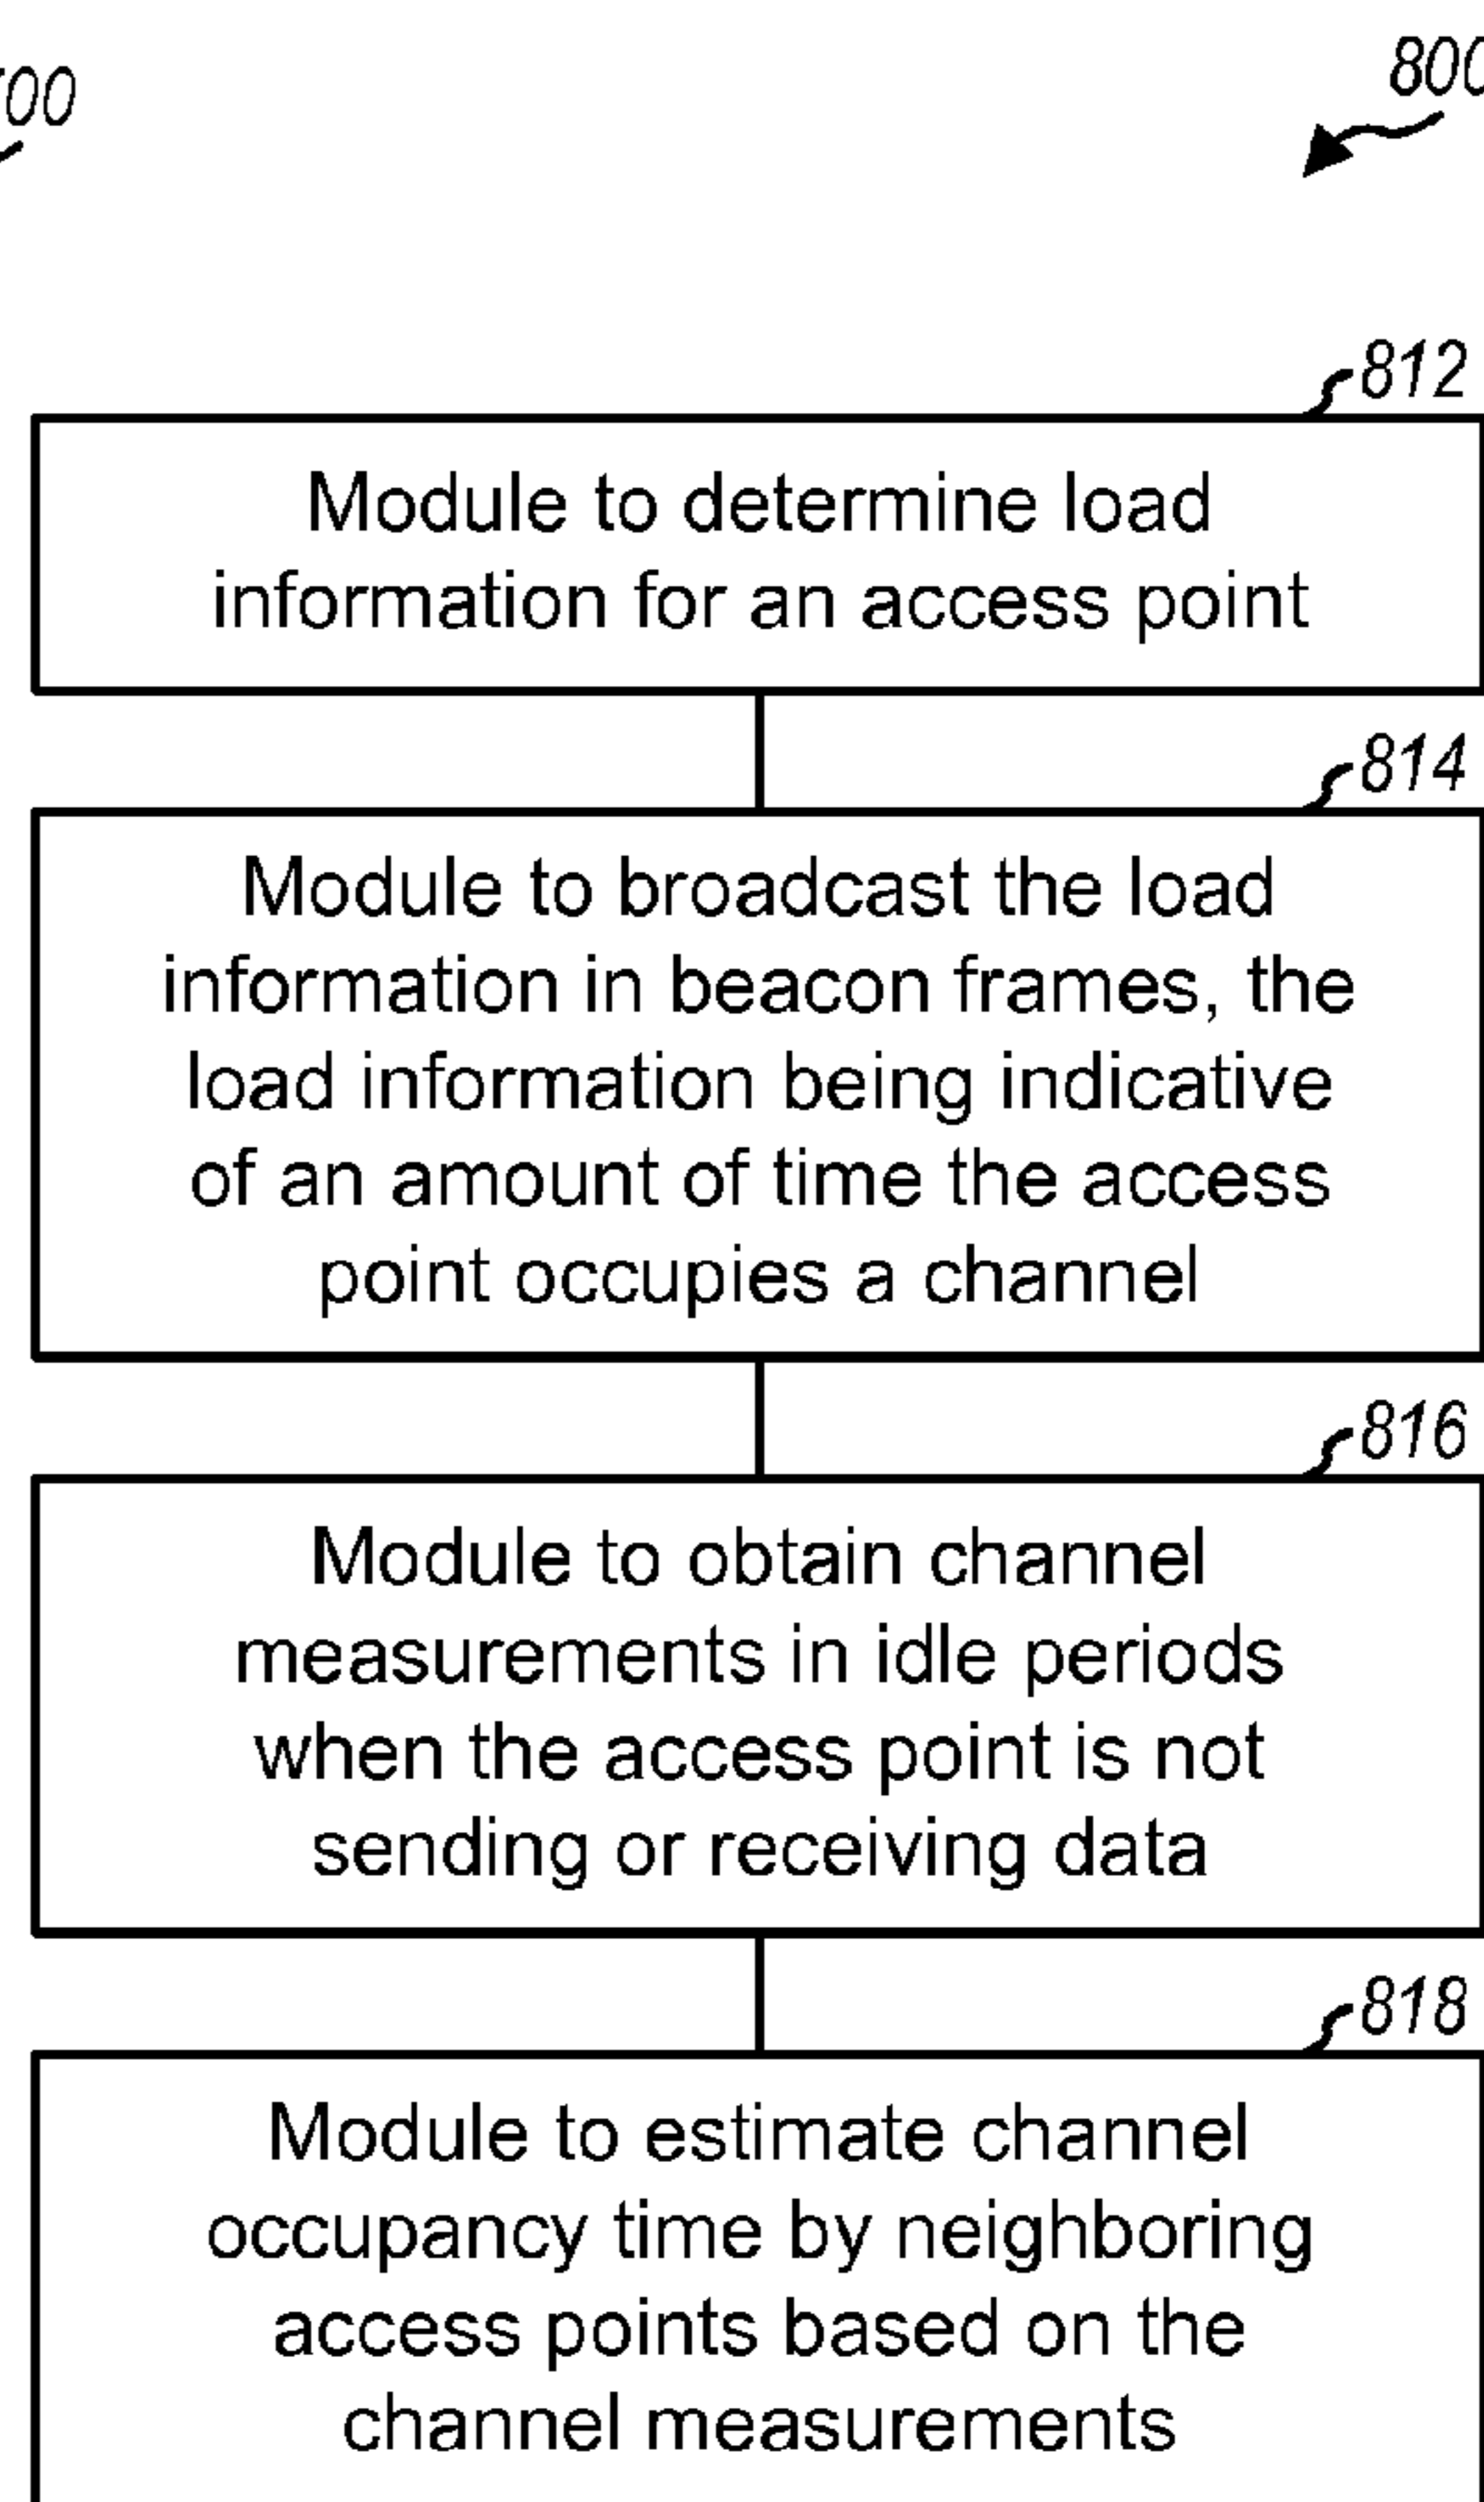 800
812
Module to determine load
information for an access point
814
Module to broadcast the load
information in beacon frames, the
load information being indicative
of an amount of time the access
point occupies a channel
816
Module to obtain channel
measurements in idle periods
when the access point is not
sending or receiving data
818
Module to estimate channel
occupancy time by neighboring
access points based on the
channel measurements